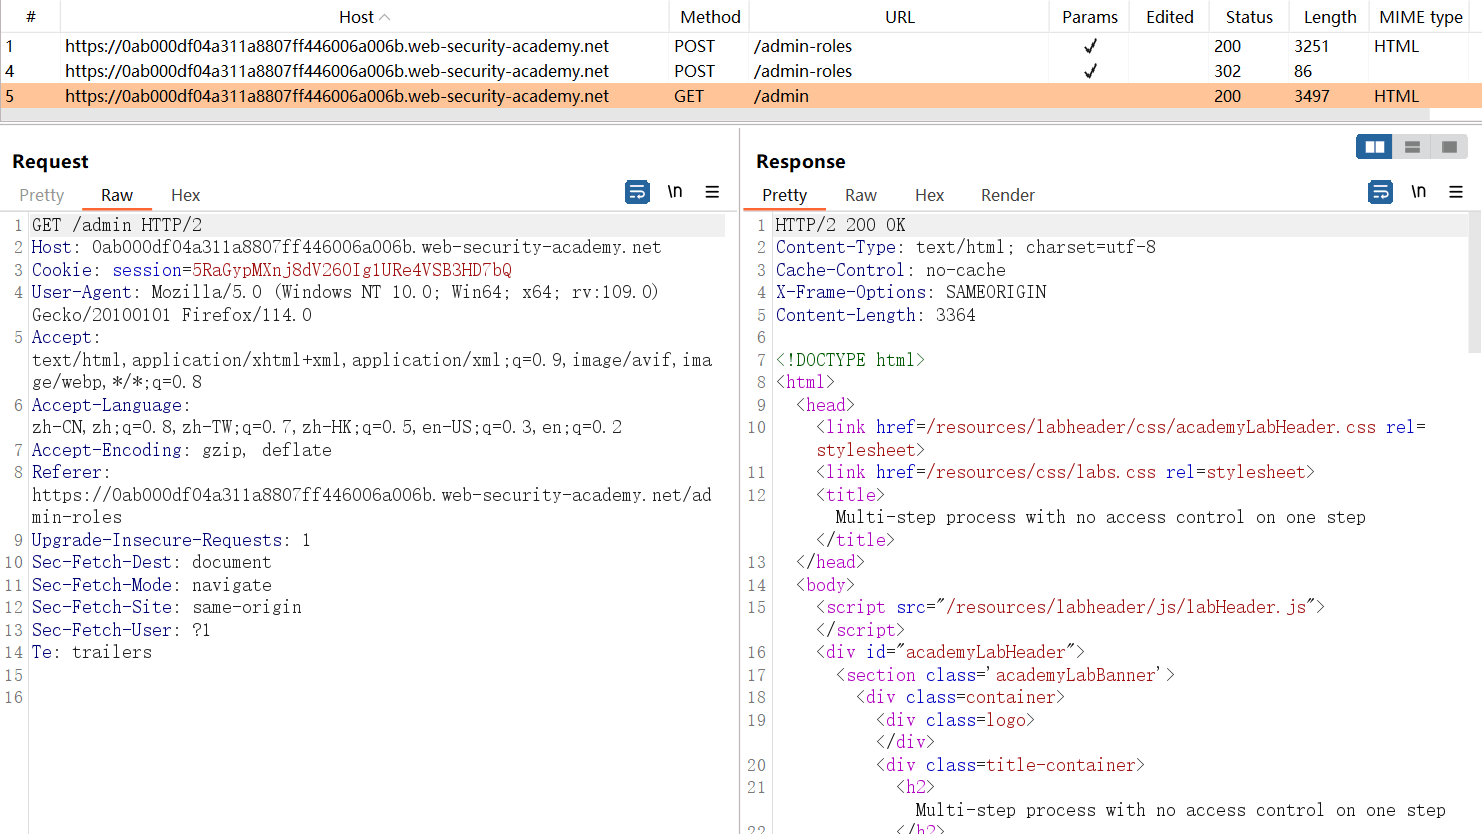 # Host Method URL Params Edited Status Length MIME type
1 https://0ab000df04a311a8807ff446006a006b.web-security-academy.net POST /admin-roles ✓ 200 3251 HTML
4 https://0ab000df04a311a8807ff446006a006b.web-security-academy.net POST /admin-roles ✓ 302 86
5 https://0ab000df04a311a8807ff446006a006b.web-security-academy.net GET /admin 200 3497 HTML
Request
Pretty Raw Hex \n
1 GET /admin HTTP/2
2 Host: 0ab000df04a311a8807ff446006a006b.web-security-academy.net
3 Cookie: session=5RaGypMXnj8dV26OIg1URe4VSB3HD7bQ
4 User-Agent: Mozilla/5.0 (Windows NT 10.0; Win64; x64; rv:109.0)
Gecko/20100101 Firefox/114.0
5 Accept:
text/html,application/xhtml+xml,application/xml;q=0.9,image/avif,ima
ge/webp,*/*;q=0.8
6 Accept-Language:
zh-CN,zh;q=0.8,zh-TW;q=0.7,zh-HK;q=0.5,en-US;q=0.3,en;q=0.2
7 Accept-Encoding: gzip, deflate
8 Referer:
https://0ab000df04a311a8807ff446006a006b.web-security-academy.net/ad
min-roles
9 Upgrade-Insecure-Requests: 1
10 Sec-Fetch-Dest: document
11 Sec-Fetch-Mode: navigate
12 Sec-Fetch-Site: same-origin
13 Sec-Fetch-User: ?1
14 Te: trailers
15
16
Response
Pretty Raw Hex Render \n
1 HTTP/2 200 OK
2 Content-Type: text/html; charset=utf-8
3 Cache-Control: no-cache
4 X-Frame-Options: SAMEORIGIN
5 Content-Length: 3364
6
7 <!DOCTYPE html>
8 <html>
9 <head>
10 <link href=/resources/labheader/css/academyLabHeader.css rel=
stylesheet>
11 <link href=/resources/css/labs.css rel=stylesheet>
12 <title>
Multi-step process with no access control on one step
</title>
13 </head>
14 <body>
15 <script src="/resources/labheader/js/labHeader.js">
</script>
16 <div id="academyLabHeader">
17 <section class='academyLabBanner'>
18 <div class=container>
19 <div class=logo>
</div>
20 <div class=title-container>
21 <h2>
Multi-step process with no access control on one step
22 </h2>